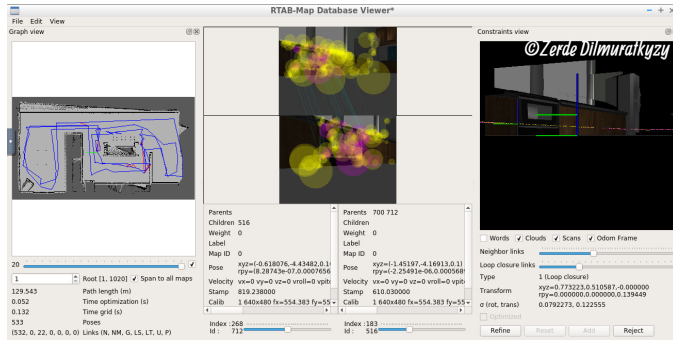 RTAB-Map Database Viewer*
File Edit View
Graph view
20
1
Root [1, 1020]
Span to all maps
129.543 Path length (m)
0.052 Time optimization (s)
0.132 Time grid (s)
533 Poses
(532, 0, 22, 0, 0, 0, 0) Links (N, NM, G, LS, LT, U, P)
Parents
Children 516
Weight 0
Label
Map ID 0
Pose xyz=(-0.618076,-4.43482,0.1
rpy=(8.28743e-07,0.0007656
Velocity vx=0 vy=0 vz=0 vroll=0 vpit
Stamp 819.238000
Calib 1 640x480 fx=554.383 fy=55
Index :268
Id : 712
Parents 700 712
Children
Weight 0
Label
Map ID 0
Pose xyz=(-1.45197,-4.16913,0.1
rpy=(-2.25491e-06,0.000568
Velocity vx=0 vy=0 vz=0 vroll=0 vpit
Stamp 610.030000
Calib 1 640x480 fx=554.383 fy=55
Index :183
Id : 516
Constraints view
©Zerde Dilmuratkyzy
Words Clouds Scans Odom Frame
Neighbor links
Loop closure links
Type 1 (Loop closure)
Transform xyz=0.773223,0.510587,-0.000000
rpy=0.000000,0.000000,0.139449
σ (rot, trans) 0.0792273, 0.122555
Optimized
Refine Reset Add Reject